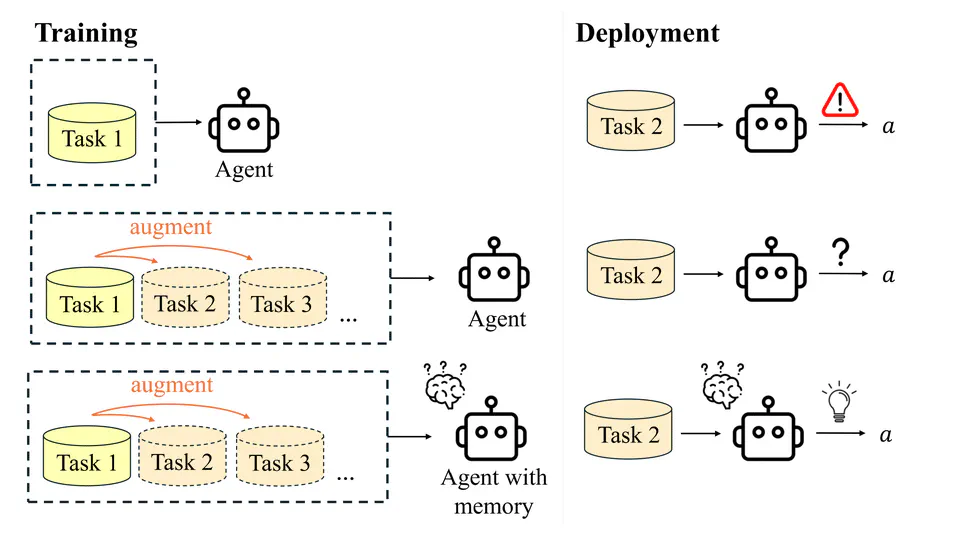 Training
Deployment
Task 1
Agent
Task 2
!
a
augment
Task 1
Task 2
Task 3
...
Agent
Task 2
?
a
augment
Task 1
Task 2
Task 3
...
? ? ?
Agent with
memory
? ? ?
Task 2
a